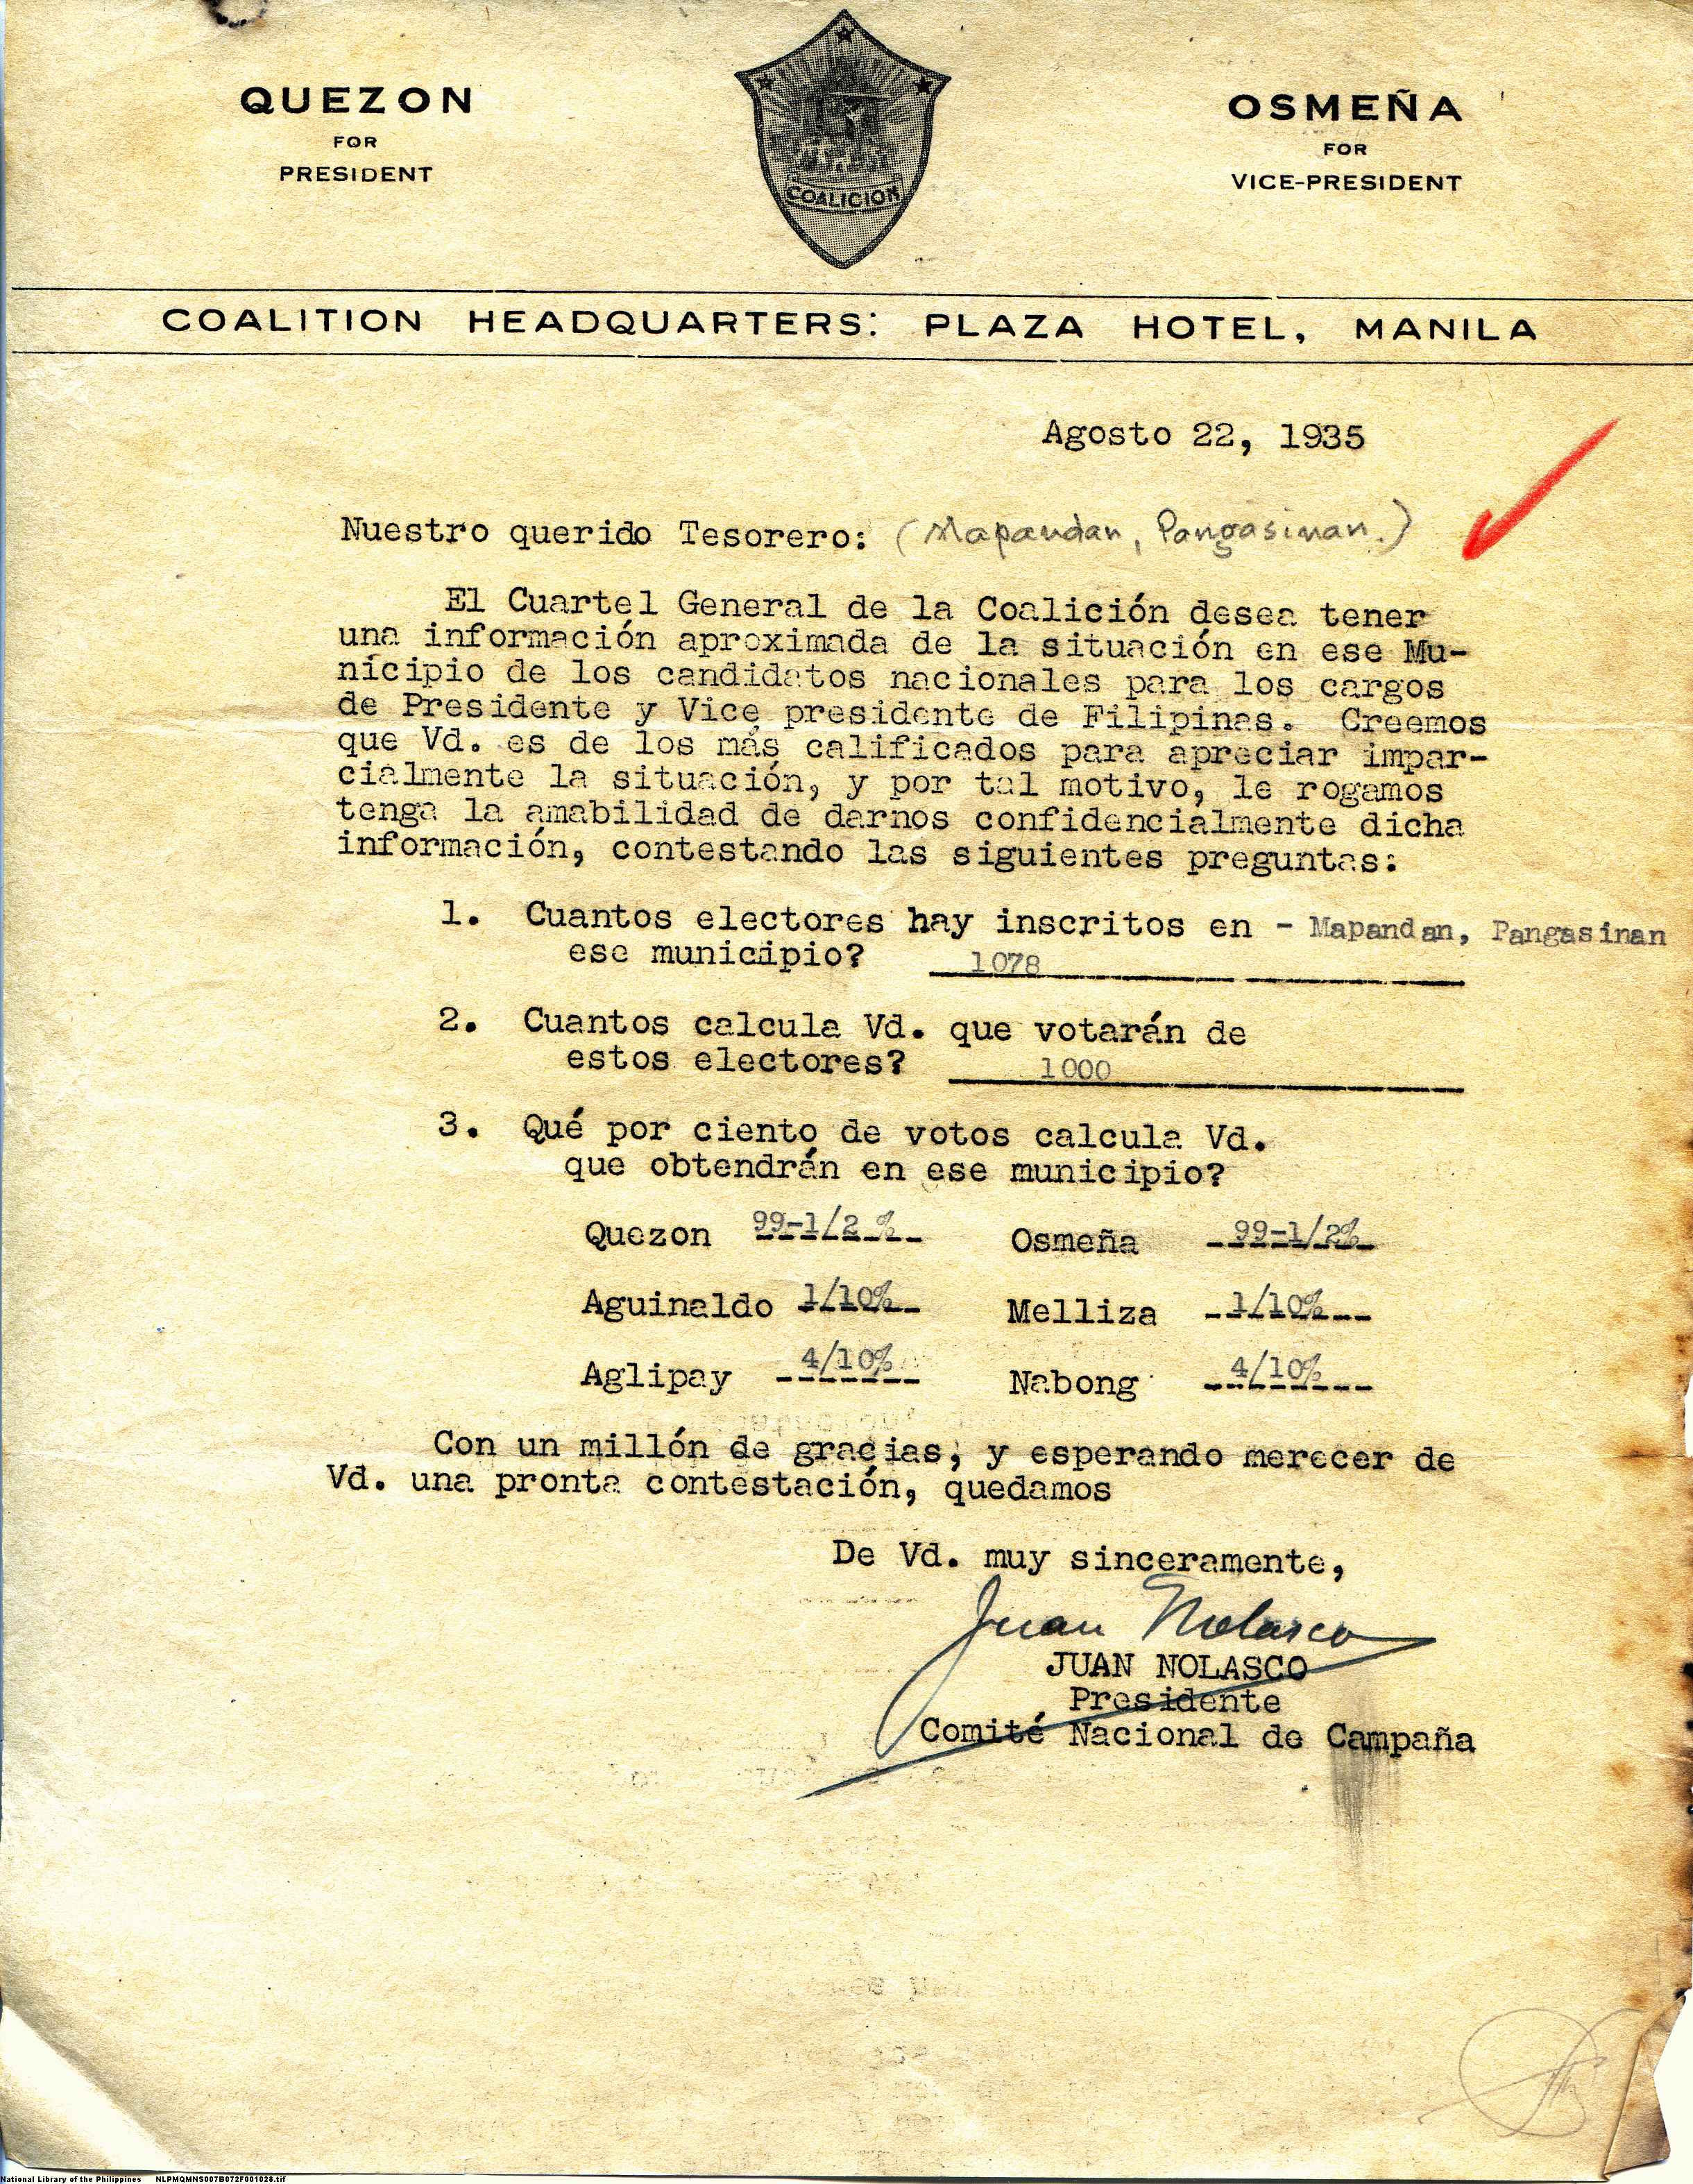 QUEZON
FOR
PRESIDENT
COALICION
OSMEÑA
FOR
VICE-PRESIDENT
COALITION HEADQUARTERS: PLAZA HOTEL, MANILA
Agosto 22, 1935
Nuestro querido Tesorero: (Mapandan, Pangasinan.)
El Cuartel General de la Coalición desea tener
una información aproximada de la situación en ese Mu-
nicipio de los candidatos nacionales para los cargos
de Presidente y Vice presidente de Filipinas. Creemos
que Vd. es de los más calificados para apreciar impar-
cialmente la situación, y por tal motivo, le rogamos
tenga la amabilidad de darnos confidencialmente dicha
información, contestando las siguientes preguntas:
1. Cuantos electores hay inscritos en - Mapandan, Pangasinan
ese municipio? 1078
2. Cuantos calcula Vd. que votarán de
estos electores? 1000
3. Qué por ciento de votos calcula Vd.
que obtendrán en ese municipio?
Quezon 99-1/2 % Osmeña 99-1/2%
Aguinaldo 1/10% Melliza 1/10%
Aglipay 4/10% Nabong 4/10%
Con un millón de gracias, y esperando merecer de
Vd. una pronta contestación, quedamos
De Vd. muy sinceramente,
Juan Nolasco
JUAN NOLASCO
Presidente
Comité Nacional de Campaña
National Library of the Philippines NLPMQMNS007B072F001028.tif